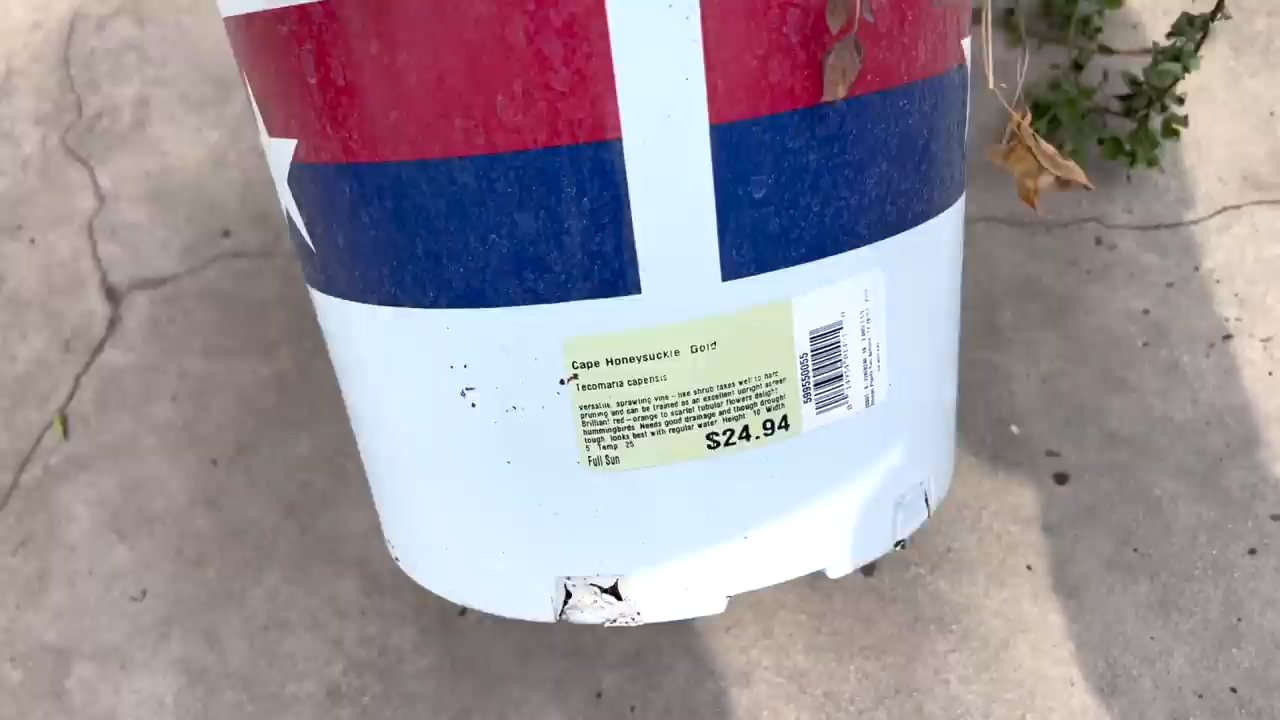 Cape Honeysuckle Gold
Tecomaria capensis
Versatile, sprawling vine-like shrub takes well to hard
pruning and can be trained as an excellent upright screen
Brilliant red-orange to scarlet tubular flowers delight
hummingbirds. Needs good drainage and though drought
tough, looks best with regular water Height: 10 Width
5 Temp 25
$24.94
Full Sun
5995550055